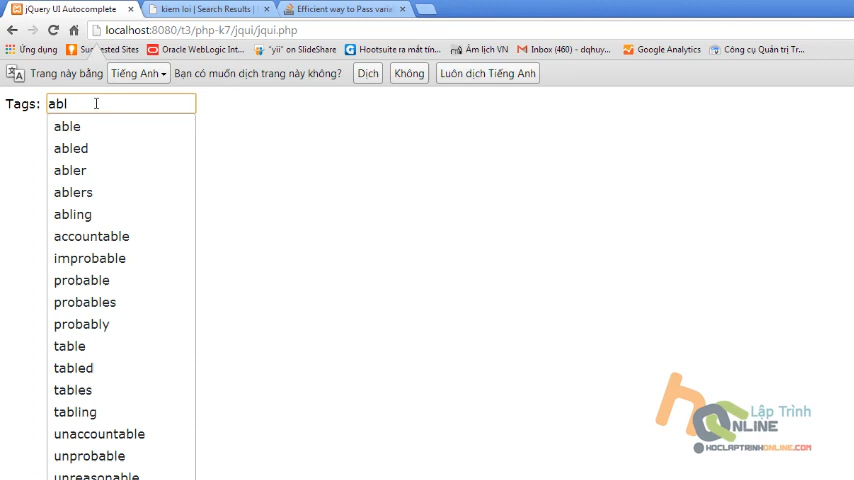 jQuery UI Autocomplete
kiem loi | Search Results |
Efficient way to Pass varia
localhost:8080/t3/php-k7/jqui/jqui.php
Ứng dụng
Suggested Sites
Oracle WebLogic Int...
"yii" on SlideShare
Hootsuite ra mắt tín...
Âm lịch VN
Inbox (460) - dqhuy...
Google Analytics
Công cụ Quản trị Tr...
Trang này bằng Tiếng Anh Bạn có muốn dịch trang này không? Dịch Không Luôn dịch Tiếng Anh
Tags: abl
able
abled
abler
ablers
abling
accountable
improbable
probable
probables
probably
table
tabled
tables
tabling
unaccountable
unprobable
unreasonable
Lập Trình
ONLINE
HOCLAPTRINHONLINE.COM